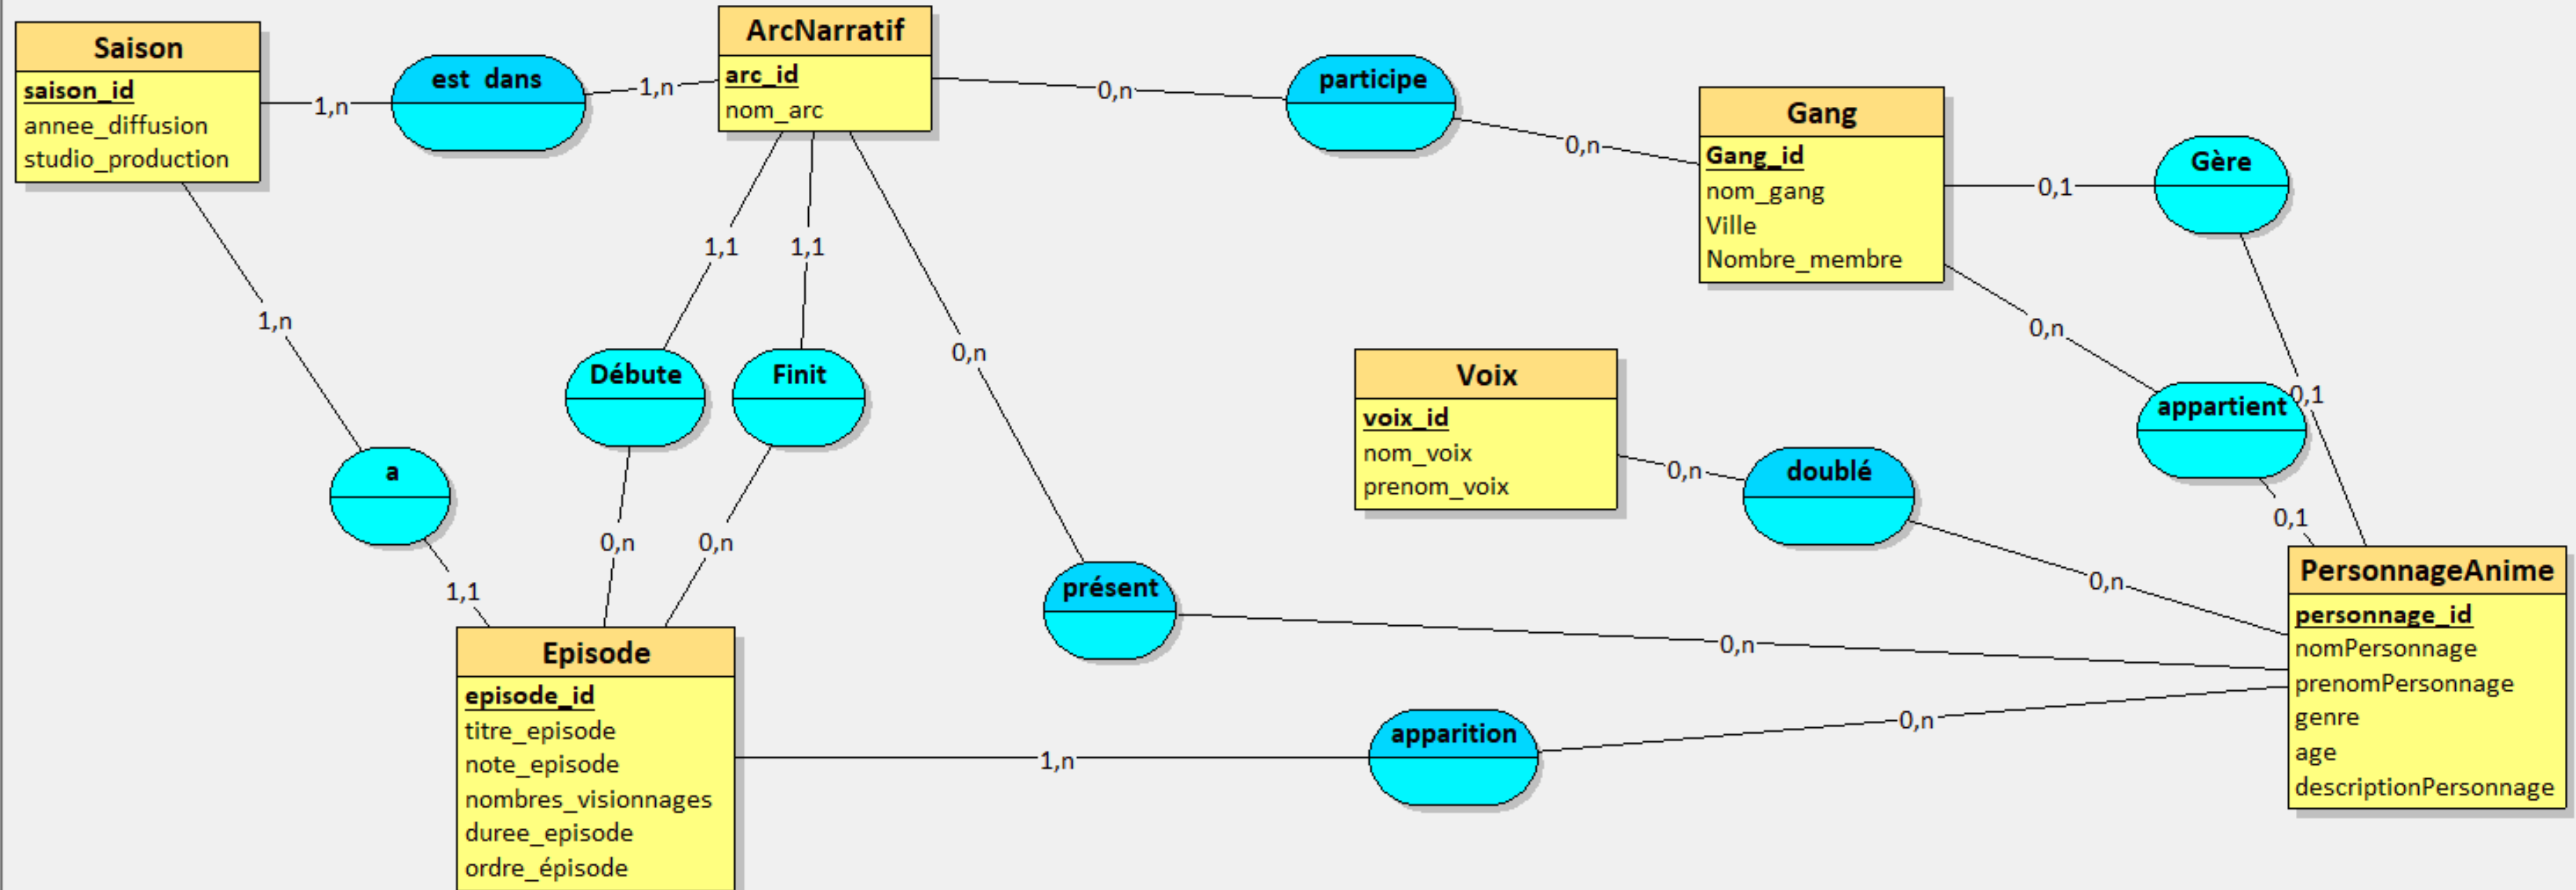 Saison
saison_id
annee_diffusion
studio_production
1,n
est dans
1,n
ArcNarratif
arc_id
nom_arc
0,n
participe
0,n
Gang
Gang_id
nom_gang
Ville
Nombre_membre
0,1
Gère
0,1
0,n
appartient
0,1
1,n
a
1,1
1,1
Débute
0,n
1,1
Finit
0,n
0,n
présent
0,n
Voix
voix_id
nom_voix
prenom_voix
0,n
doublé
0,n
Episode
episode_id
titre_episode
note_episode
nombres_visionnages
duree_episode
ordre_épisode
1,n
apparition
0,n
PersonnageAnime
personnage_id
nomPersonnage
prenomPersonnage
genre
age
descriptionPersonnage